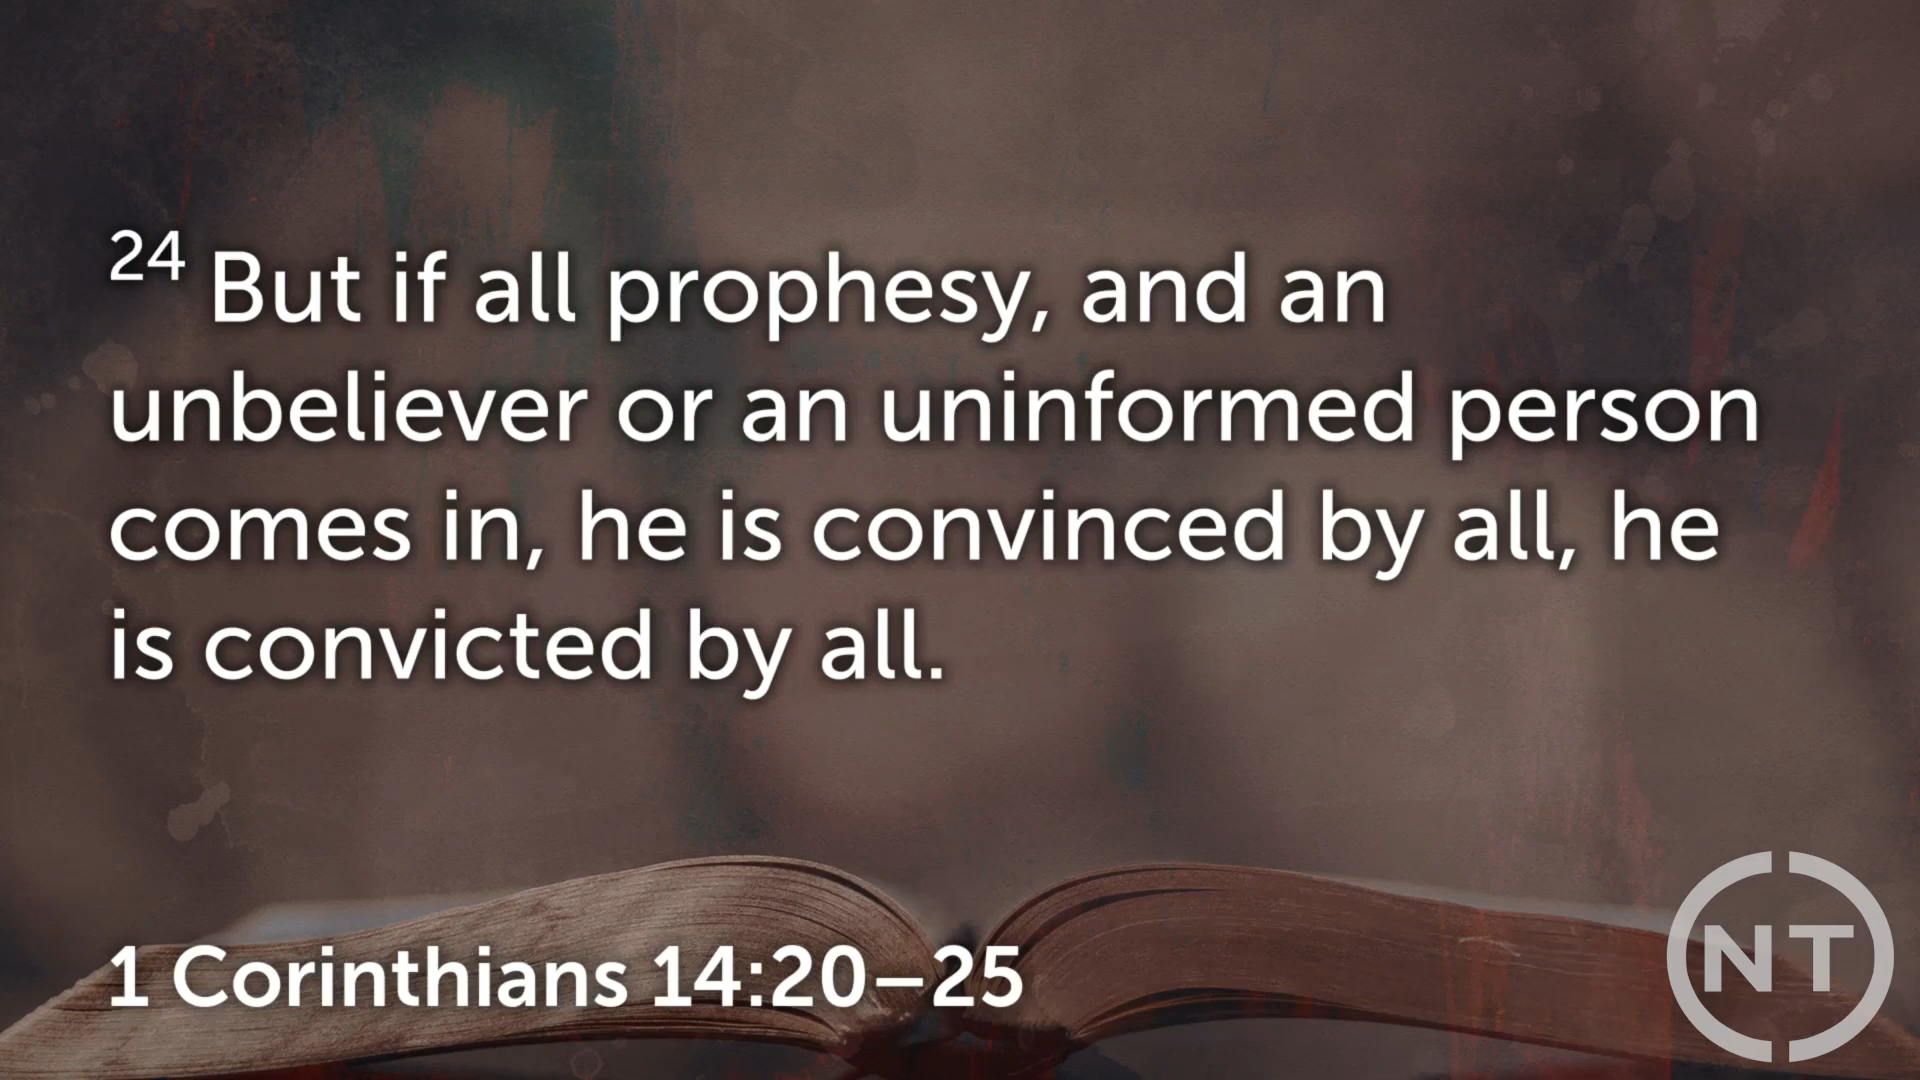 24 But if all prophesy, and an
unbeliever or an uninformed person
comes in, he is convinced by all, he
is convicted by all.
1 Corinthians 14:20–25
NT